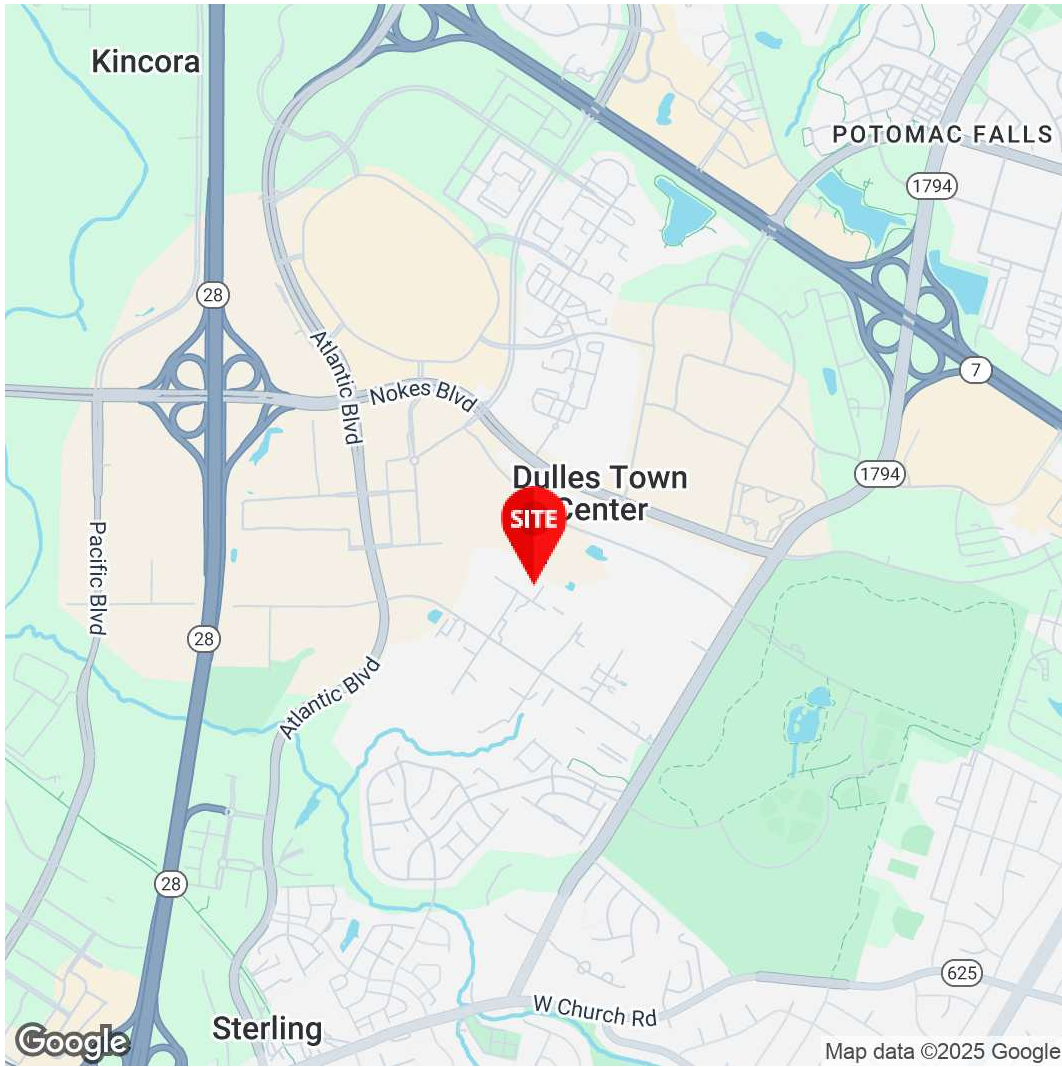 Kincora
POTOMAC FALLS
1794
28
7
Atlantic Blvd
Nokes Blvd
1794
Dulles Town
Center
SITE
Pacific Blvd
28
Atlantic Blvd
28
625
W Church Rd
Sterling
Google
Map data ©2025 Google